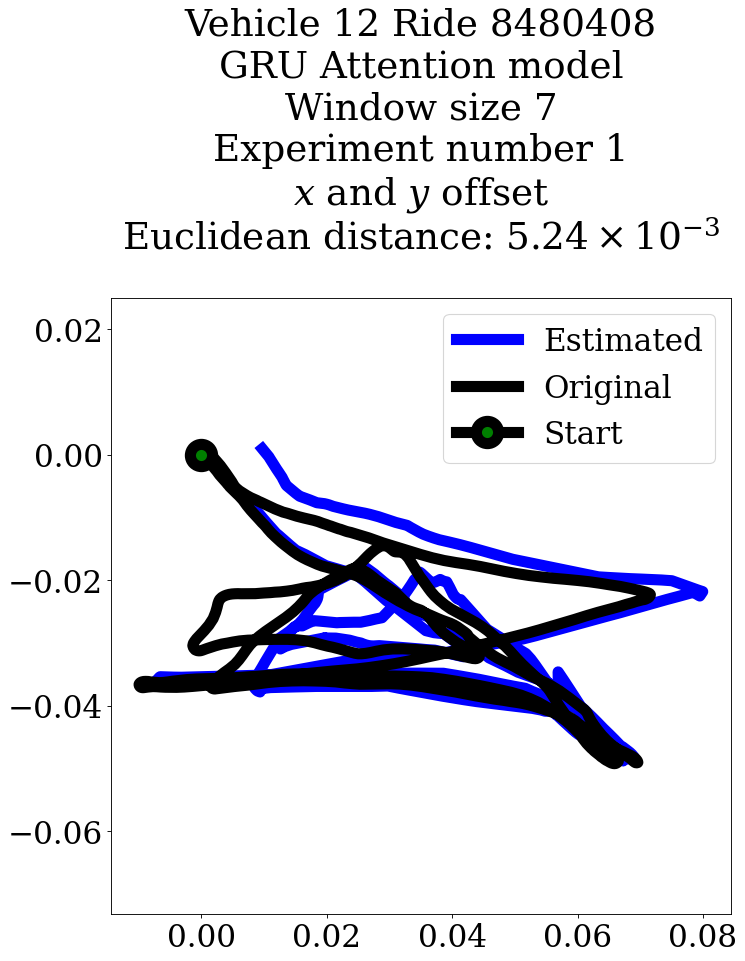 Vehicle 12 Ride 8480408
GRU Attention model
Window size 7
Experiment number 1
x and y offset
Euclidean distance: 5.24 × 10⁻³
Estimated
Original
Start
0.02
0.00
−0.02
−0.04
−0.06
0.00 0.02 0.04 0.06 0.08